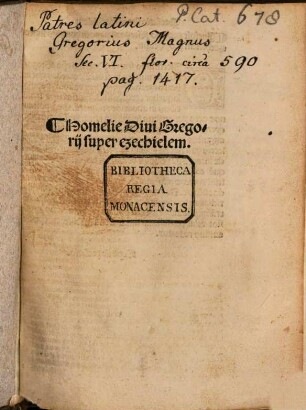 Patres latini P. Cat. 678
Gregorius Magnus
Sec. VI. flor. circa 590
pag. 1417.
¶Homelie Diui Grego-
rij super ezechielem.
BIBLIOTHECA
REGIA
MONACENSIS.